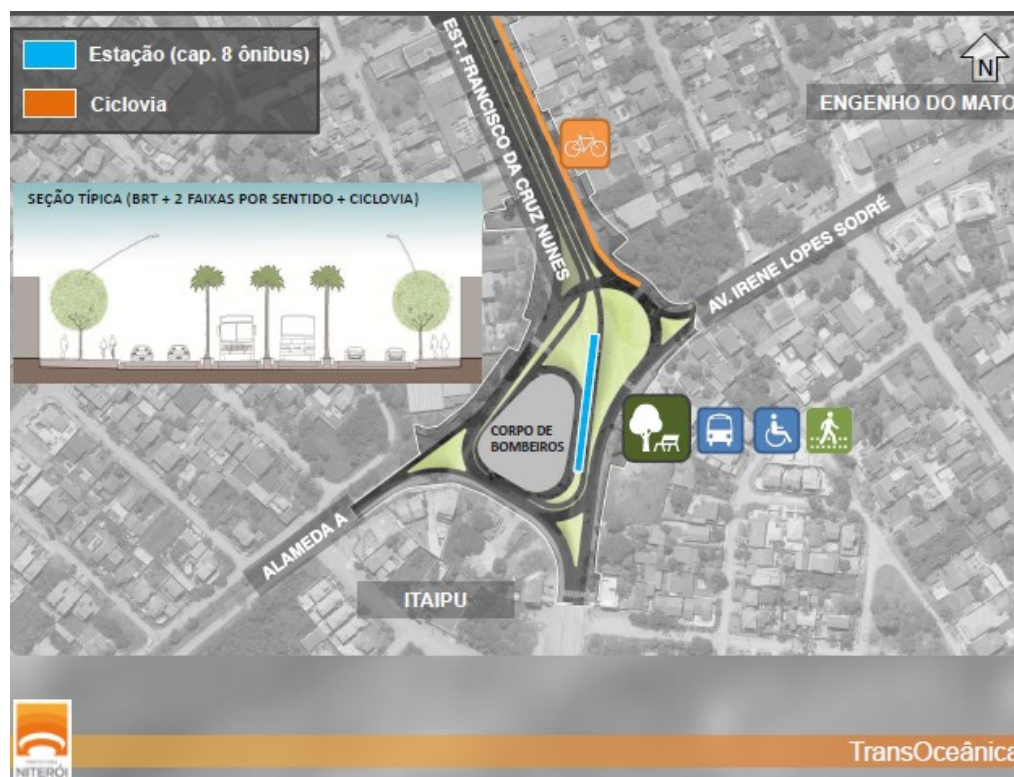 Estação (cap. 8 ônibus)
Ciclovia
EST. FRANCISCO DA CRUZ NUNES
N
ENGENHO DO MATO
SEÇÃO TÍPICA (BRT + 2 FAIXAS POR SENTIDO + CICLOVIA)
AV. IRENE LOPES SODRÉ
CORPO DE
BOMBEIROS
ALAMEDA A
ITAIPU
PREFEITURA
NITERÓI
TransOceânica